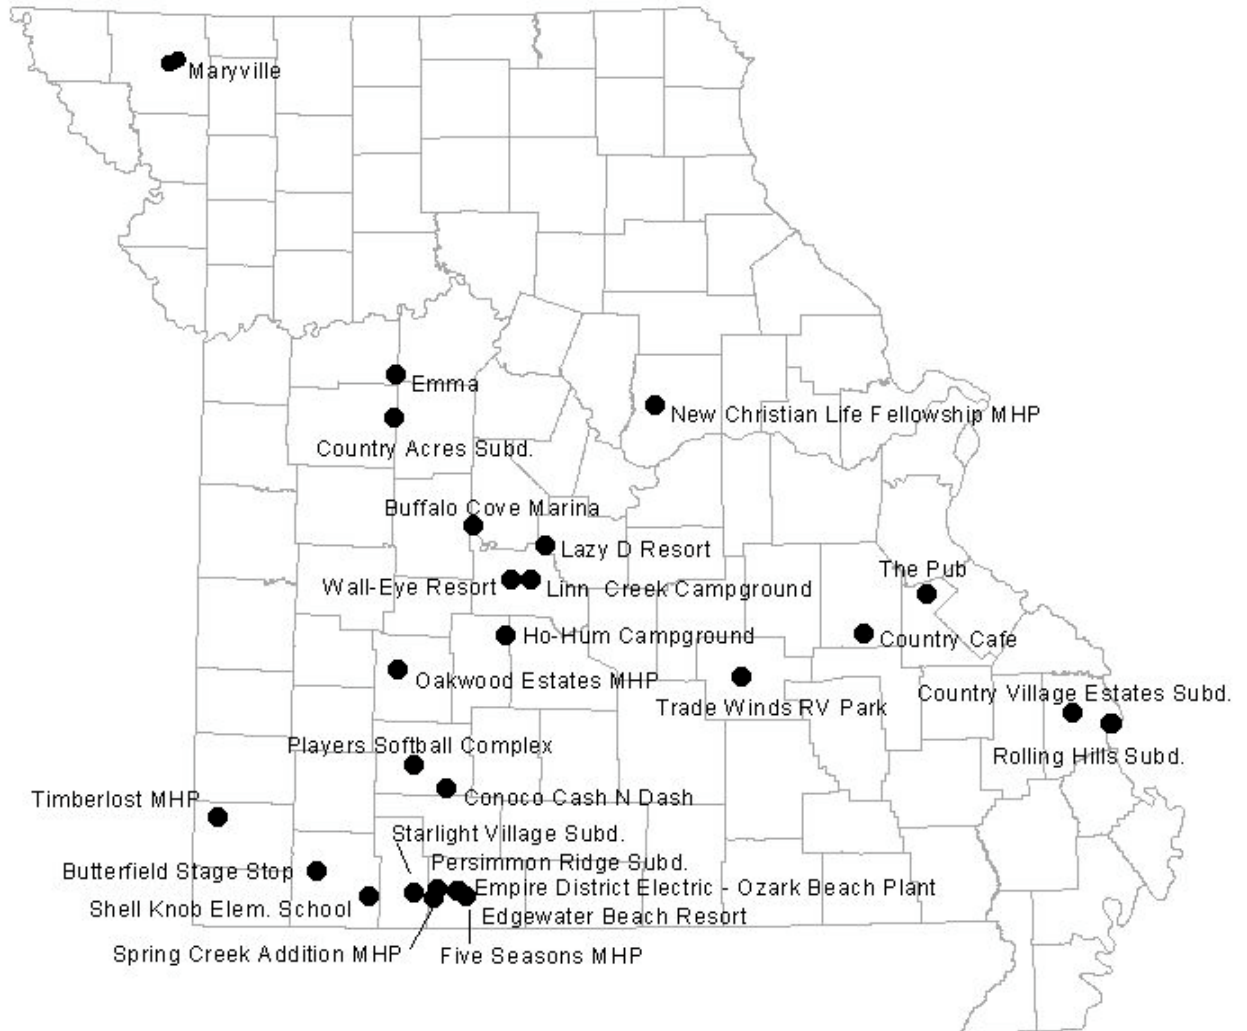 Maryville
Emma
New Christian Life Fellowship MHP
Country Acres Subd.
Buffalo Cove Marina
Lazy D Resort
The Pub
Wall-Eye Resort
Linn Creek Campground
Ho-Hum Campground
Country Cafe
Oakwood Estates MHP
Country Village Estates Subd.
Trade Winds RV Park
Players Softball Complex
Rolling Hills Subd.
Timberlost MHP
Conoco Cash N Dash
Starlight Village Subd.
Persimmon Ridge Subd.
Butterfield Stage Stop
Empire District Electric - Ozark Beach Plant
Shell Knob Elem. School
Edgewater Beach Resort
Spring Creek Addition MHP
Five Seasons MHP